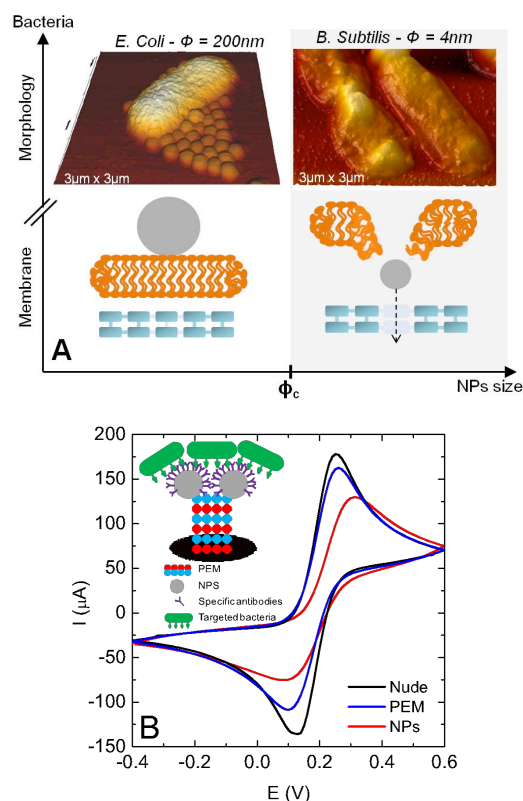 Bacteria
E. Coli - Φ = 200nm
B. Subtilis - Φ = 4nm
Morphology
3µm x 3µm
3µm x 3µm
Membrane
A
Φc
NPs size
200
150
100
50
0
-50
-100
-150
I (µA)
PEM
NPS
Specific antibodies
Targeted bacteria
B
Nude
PEM
NPs
-0.4
-0.2
0.0
0.2
0.4
0.6
E (V)